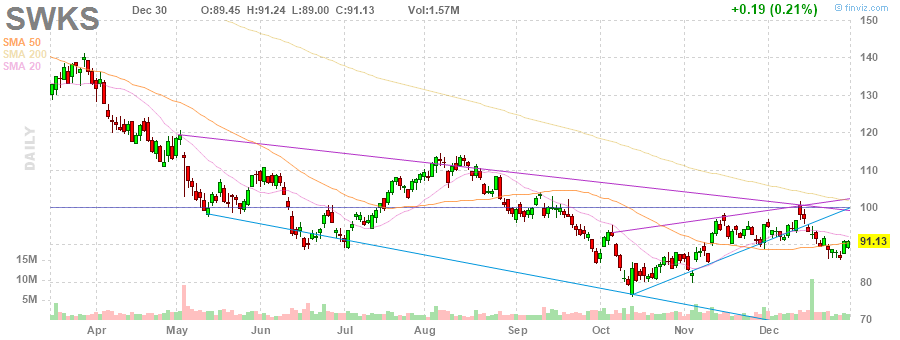 SWKS Dec 30 O:89.45 H:91.24 L:89.00 C:91.13 Vol:1.57M +0.19 (0.21%) © finviz.com
SMA 50
SMA 200
SMA 20
DAILY
150
140
130
120
110
100
91.13
90
80
70
15M
10M
5M
Apr May Jun Jul Aug Sep Oct Nov Dec